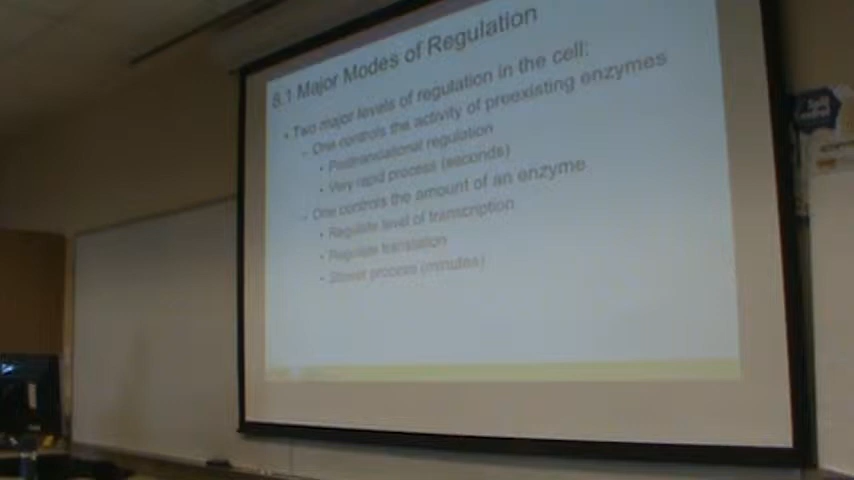 8.1 Major Modes of Regulation
• Two major levels of regulation in the cell:
– One controls the activity of preexisting enzymes
• Posttranslational regulation
• Very rapid process (seconds)
– One controls the amount of an enzyme
• Regulate level of transcription
• Regulate translation
• Slower process (minutes)